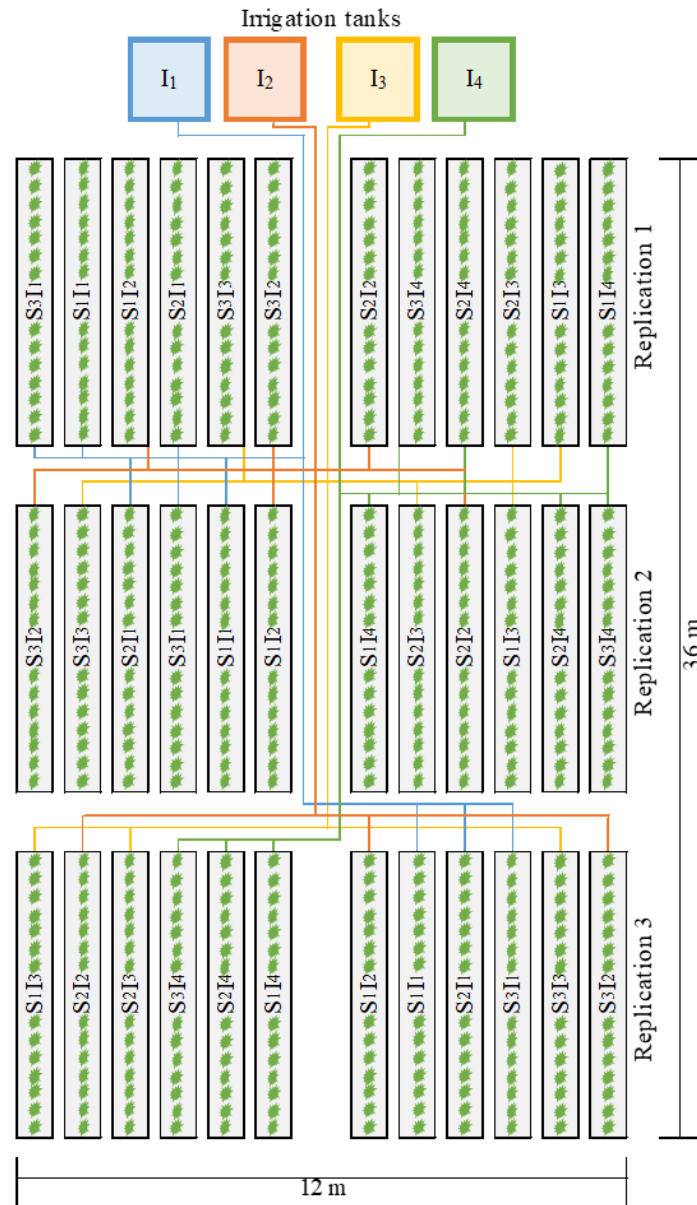 Irrigation tanks
I₁ I₂ I₃ I₄
S₃I₁ S₁I₁ S₁I₂ S₂I₁ S₃I₃ S₃I₂ S₂I₂ S₃I₄ S₂I₄ S₂I₃ S₁I₃ S₁I₄
Replication 1
S₃I₂ S₃I₃ S₂I₁ S₃I₁ S₁I₁ S₁I₂ S₁I₄ S₂I₃ S₂I₂ S₁I₃ S₂I₄ S₃I₄
Replication 2
36 m
S₁I₃ S₂I₂ S₂I₃ S₃I₄ S₂I₄ S₁I₄ S₁I₂ S₁I₁ S₂I₁ S₃I₁ S₃I₃ S₃I₂
Replication 3
12 m